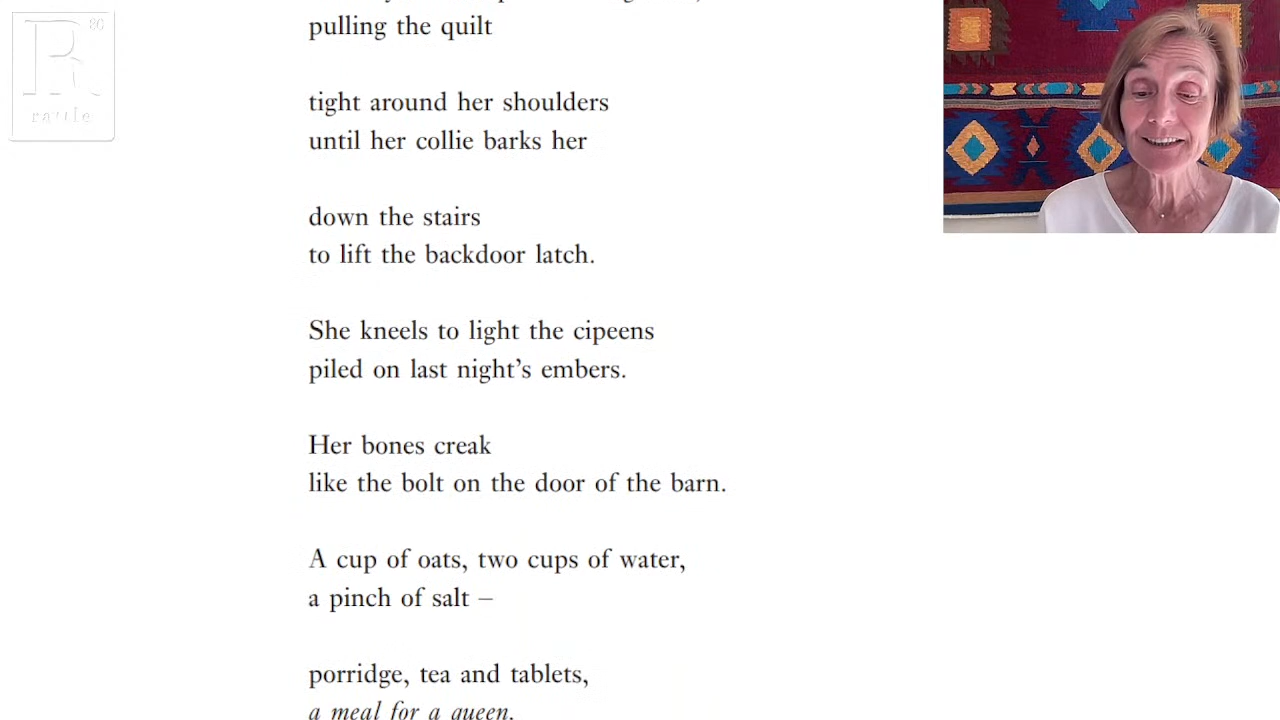 R 20
rattle
pulling the quilt
tight around her shoulders
until her collie barks her
down the stairs
to lift the backdoor latch.
She kneels to light the cipeens
piled on last night’s embers.
Her bones creak
like the bolt on the door of the barn.
A cup of oats, two cups of water,
a pinch of salt –
porridge, tea and tablets,
a meal for a queen.